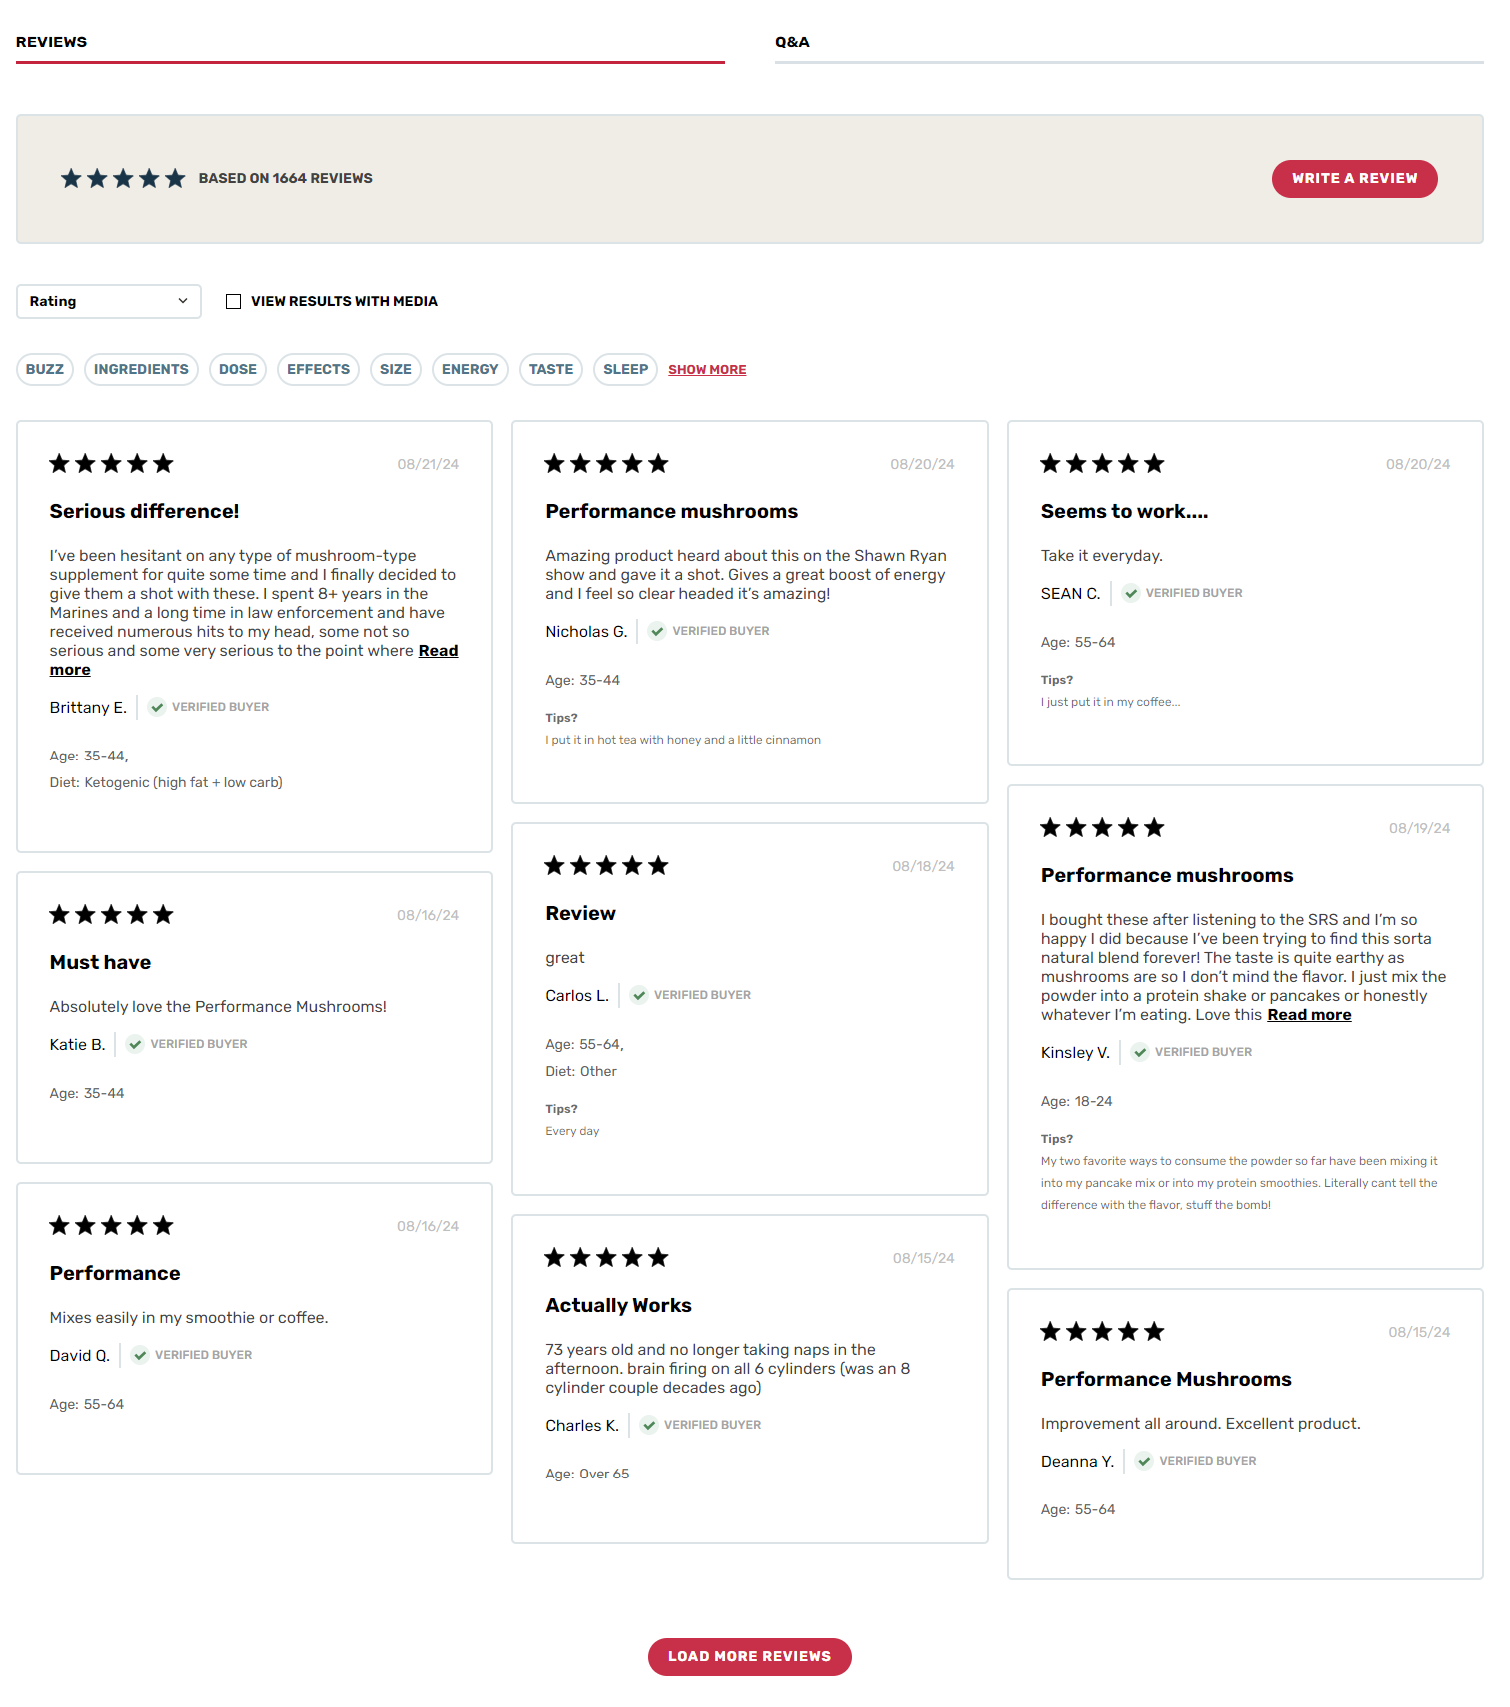 REVIEWS
Q&A
BASED ON 1664 REVIEWS
WRITE A REVIEW
Rating
VIEW RESULTS WITH MEDIA
BUZZ
INGREDIENTS
DOSE
EFFECTS
SIZE
ENERGY
TASTE
SLEEP
SHOW MORE
08/21/24
Serious difference!
I’ve been hesitant on any type of mushroom-type
supplement for quite some time and I finally decided to
give them a shot with these. I spent 8+ years in the
Marines and a long time in law enforcement and have
received numerous hits to my head, some not so
serious and some very serious to the point where Read
more
Brittany E.
VERIFIED BUYER
Age: 35-44,
Diet: Ketogenic (high fat + low carb)
08/16/24
Must have
Absolutely love the Performance Mushrooms!
Katie B.
VERIFIED BUYER
Age: 35-44
08/16/24
Performance
Mixes easily in my smoothie or coffee.
David Q.
VERIFIED BUYER
Age: 55-64
08/20/24
Performance mushrooms
Amazing product heard about this on the Shawn Ryan
show and gave it a shot. Gives a great boost of energy
and I feel so clear headed it’s amazing!
Nicholas G.
VERIFIED BUYER
Age: 35-44
Tips?
I put it in hot tea with honey and a little cinnamon
08/18/24
Review
great
Carlos L.
VERIFIED BUYER
Age: 55-64,
Diet: Other
Tips?
Every day
08/15/24
Actually Works
73 years old and no longer taking naps in the
afternoon. brain firing on all 6 cylinders (was an 8
cylinder couple decades ago)
Charles K.
VERIFIED BUYER
Age: Over 65
08/20/24
Seems to work....
Take it everyday.
SEAN C.
VERIFIED BUYER
Age: 55-64
Tips?
I just put it in my coffee...
08/19/24
Performance mushrooms
I bought these after listening to the SRS and I’m so
happy I did because I’ve been trying to find this sorta
natural blend forever! The taste is quite earthy as
mushrooms are so I don’t mind the flavor. I just mix the
powder into a protein shake or pancakes or honestly
whatever I’m eating. Love this Read more
Kinsley V.
VERIFIED BUYER
Age: 18-24
Tips?
My two favorite ways to consume the powder so far have been mixing it
into my pancake mix or into my protein smoothies. Literally cant tell the
difference with the flavor, stuff the bomb!
08/15/24
Performance Mushrooms
Improvement all around. Excellent product.
Deanna Y.
VERIFIED BUYER
Age: 55-64
LOAD MORE REVIEWS